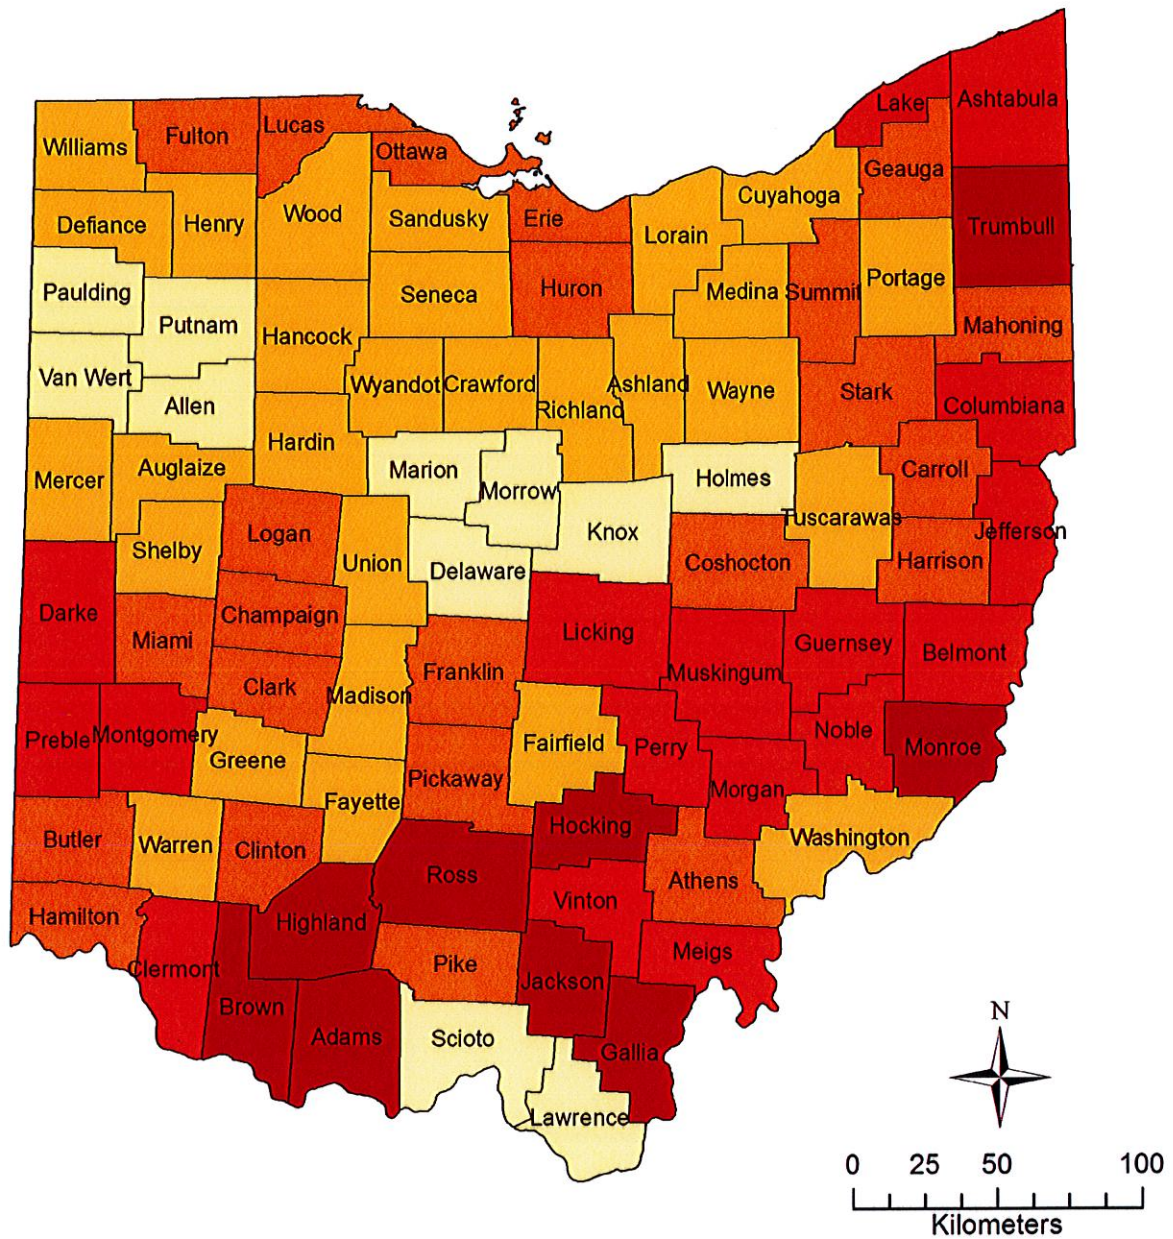 Lake
Ashtabula
Lucas
Fulton
Williams
Ottawa
Geauga
Cuyahoga
Wood
Sandusky
Erie
Defiance
Henry
Lorain
Trumbull
Portage
Paulding
Seneca
Huron
Medina
Summit
Putnam
Mahoning
Hancock
Van Wert
Wyandot
Crawford
Ashland
Wayne
Stark
Allen
Richland
Columbiana
Hardin
Auglaize
Marion
Carroll
Mercer
Holmes
Morrow
Tuscarawas
Logan
Knox
Jefferson
Shelby
Union
Delaware
Coshocton
Harrison
Darke
Champaign
Licking
Miami
Guernsey
Belmont
Franklin
Muskingum
Clark
Madison
Noble
Preble
Montgomery
Fairfield
Perry
Monroe
Greene
Pickaway
Morgan
Fayette
Hocking
Butler
Warren
Clinton
Washington
Ross
Athens
Vinton
Hamilton
Highland
Meigs
Clermont
Pike
Jackson
Brown
Adams
Scioto
N
Gallia
Lawrence
0 25 50 100
Kilometers